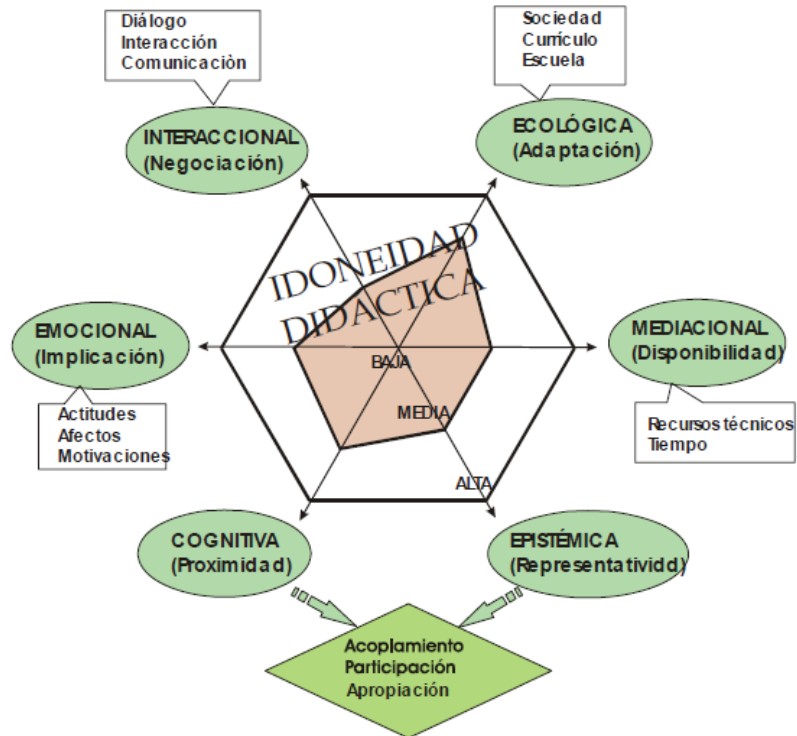 Diálogo
Interacción
Comunicaciòn
Sociedad
Currículo
Escuela
INTERACCIONAL
(Negociación)
ECOLÓGICA
(Adaptación)
IDONEIDAD
DIDACTICA
EMOCIONAL
(Implicación)
BAJA
MEDIACIONAL
(Disponibilidad)
Actitudes
Afectos
Motivaciones
MEDIA
Recursos técnicos
Tiempo
ALTA
COGNITIVA
(Proximidad)
EPISTÉMICA
(Representatividd)
Acoplamiento
Participación
Apropiación